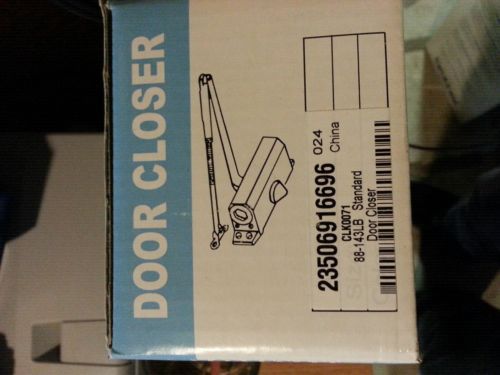 DOOR CLOSER
024
China
23506916696
CLK0071
88-143LB Standard
Door Closer